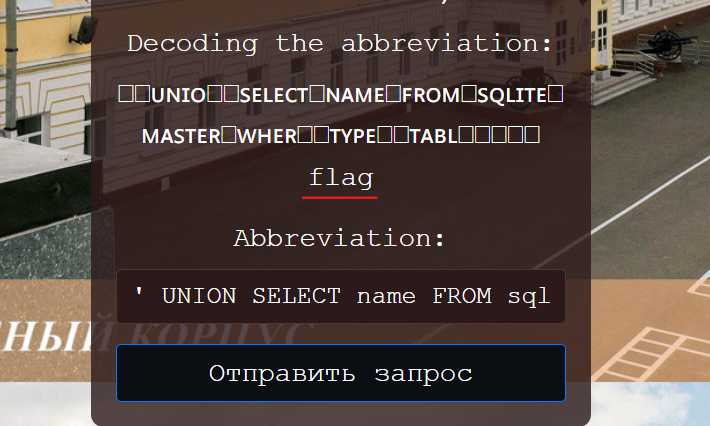 Decoding the abbreviation:
□□UNIO□□SELECT□NAME□FROM□SQLITE□
MASTER□WHER□□TYPE□□TABL□□□□□
flag
Abbreviation:
' UNION SELECT name FROM sql
НЫЙ КОРПУС
Отправить запрос